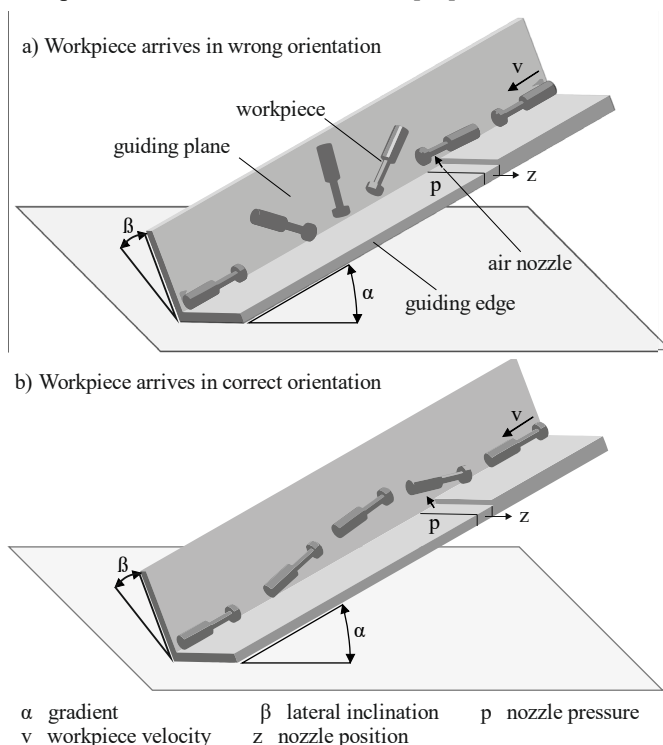 a) Workpiece arrives in wrong orientation
v
workpiece
guiding plane
p
z
ß
air nozzle
α
guiding edge
b) Workpiece arrives in correct orientation
v
z
p
ß
α
α gradient β lateral inclination p nozzle pressure
v workpiece velocity z nozzle position